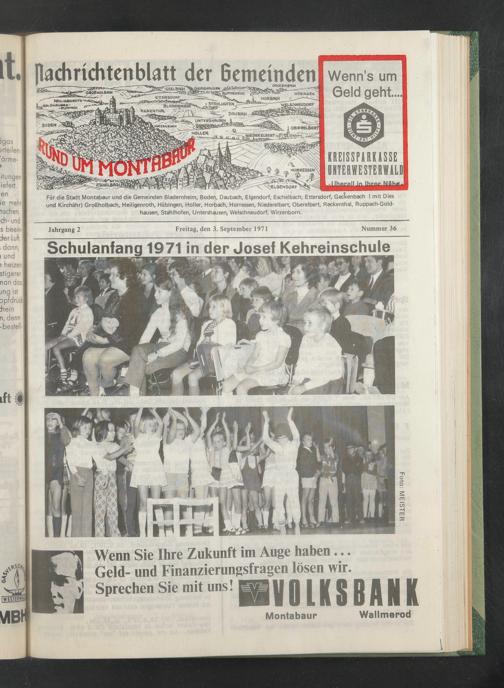 Nachrichtenblatt der Gemeinden
RUND UM MONTABAUR
Wenn's um
Geld geht....
S
KREISSPARKASSE
UNTERWESTERWALD
-Überall in Ihrer Nähe-
Für die Stadt Montabaur und die Gemeinden Bladernheim, Boden, Daubach, Elgendorf, Eschelbach, Ettersdorf, Gackenbach ( mit Dies
und Kirchähr) Großholbach, Heiligenroth, Hübingen, Holler, Horbach, Horressen, Niederelbert, Oberelbert, Reckenthal, Ruppach-Gold-
hausen, Stahlhofen, Untershausen, Welschneudorf, Wirzenborn.
Jahrgang 2 Freitag, den 3. September 1971 Nummer 36
Schulanfang 1971 in der Josef Kehreinschule
Foto: MEISTER
Wenn Sie Ihre Zukunft im Auge haben ...
Geld- und Finanzierungsfragen lösen wir.
Sprechen Sie mit uns! VOLKSBANK
Montabaur Wallmerod